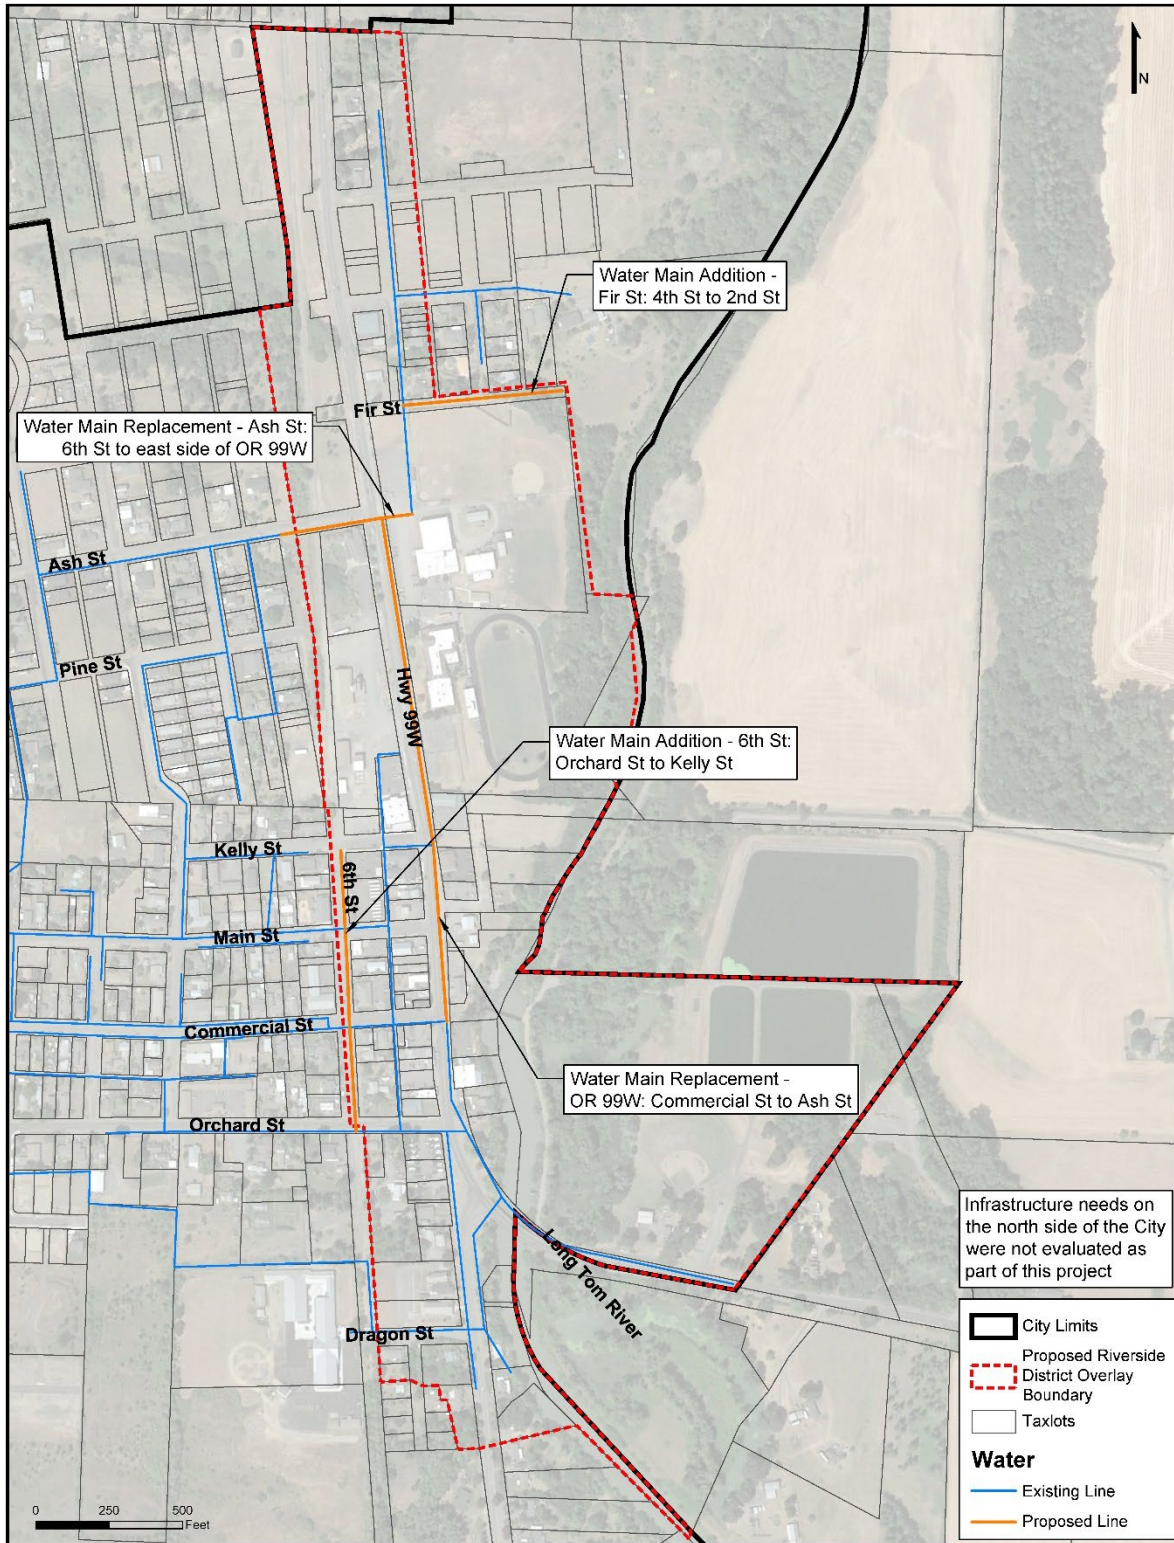 N
Water Main Addition -
Fir St: 4th St to 2nd St
Fir St
Water Main Replacement - Ash St:
6th St to east side of OR 99W
Ash St
Pine St
Hwy 99W
Water Main Addition - 6th St:
Orchard St to Kelly St
Kelly St
6th St
Main St
Commercial St
Water Main Replacement -
OR 99W: Commercial St to Ash St
Orchard St
Long Tom River
Dragon St
Infrastructure needs on
the north side of the City
were not evaluated as
part of this project
City Limits
Proposed Riverside
District Overlay
Boundary
Taxlots
Water
Existing Line
Proposed Line
0 250 500
Feet